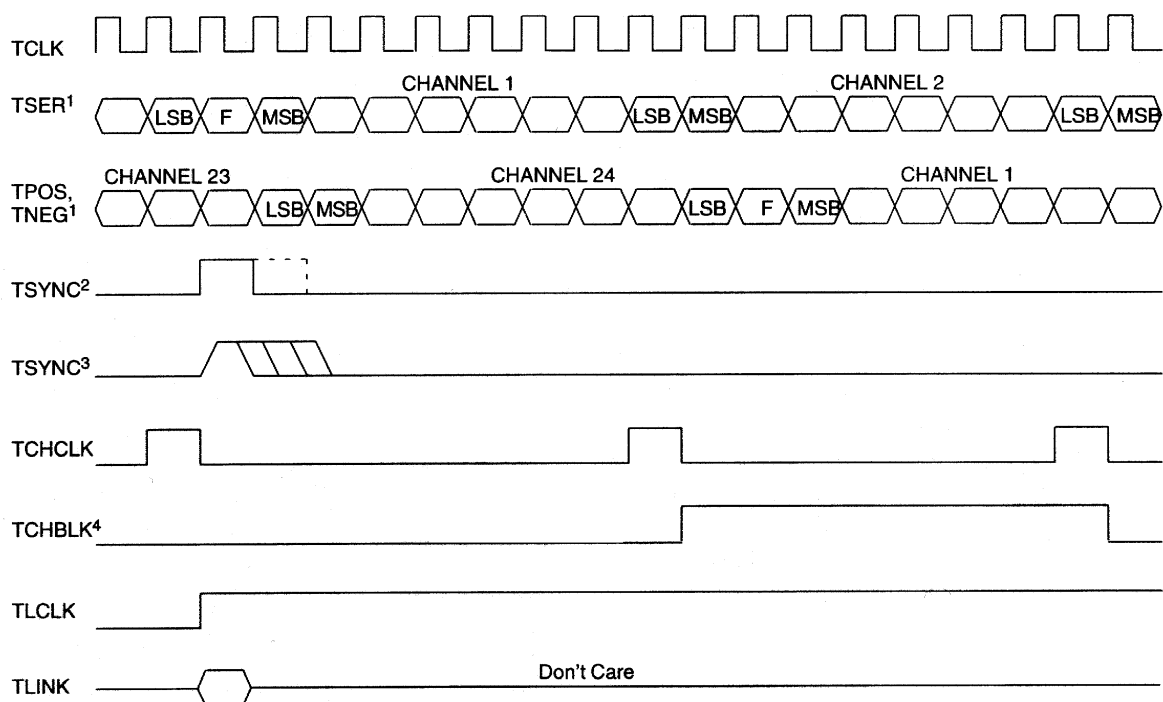 TCLK
CHANNEL 1 CHANNEL 2
TSER¹ LSB F MSB LSB MSB LSB MSB
CHANNEL 23 CHANNEL 24 CHANNEL 1
TPOS,
TNEG¹ LSB MSB LSB F MSB
TSYNC²
TSYNC³
TCHCLK
TCHBLK⁴
TLCLK
Don't Care
TLINK